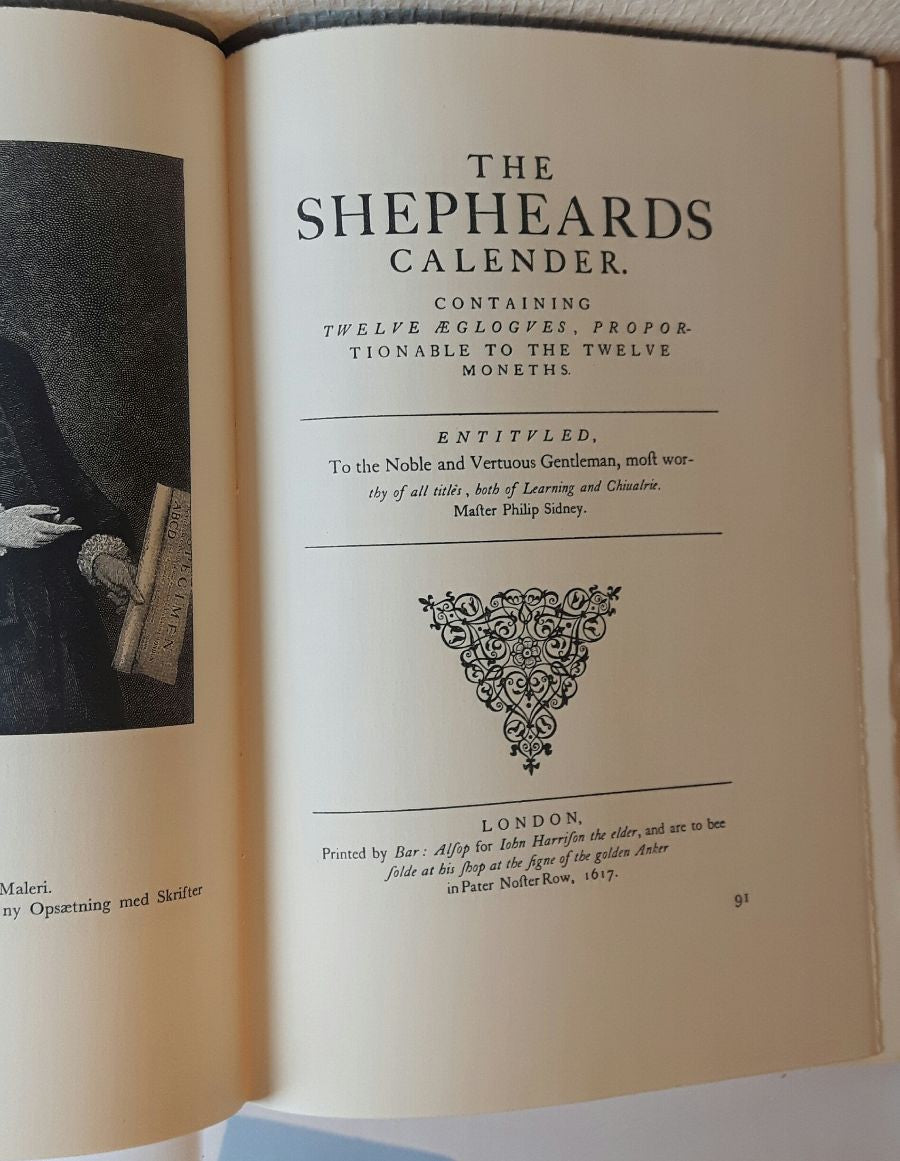 ABCD
SPECIMEN
Maleri.
ny Opsætning med Skrifter
THE
SHEPHEARDS
CALENDER.
CONTAINING
TWELVE ÆGLOGVES, PROPOR-
TIONABLE TO THE TWELVE
MONETHS.
ENTITVLED,
To the Noble and Vertuous Gentleman, moſt wor-
thy of all titles, both of Learning and Chiualrie.
Maſter Philip Sidney.
LONDON,
Printed by Bar: Alſop for Iohn Harriſon the elder, and are to bee
ſolde at his ſhop at the ſigne of the golden Anker
in Pater Noſter Row, 1617.
91